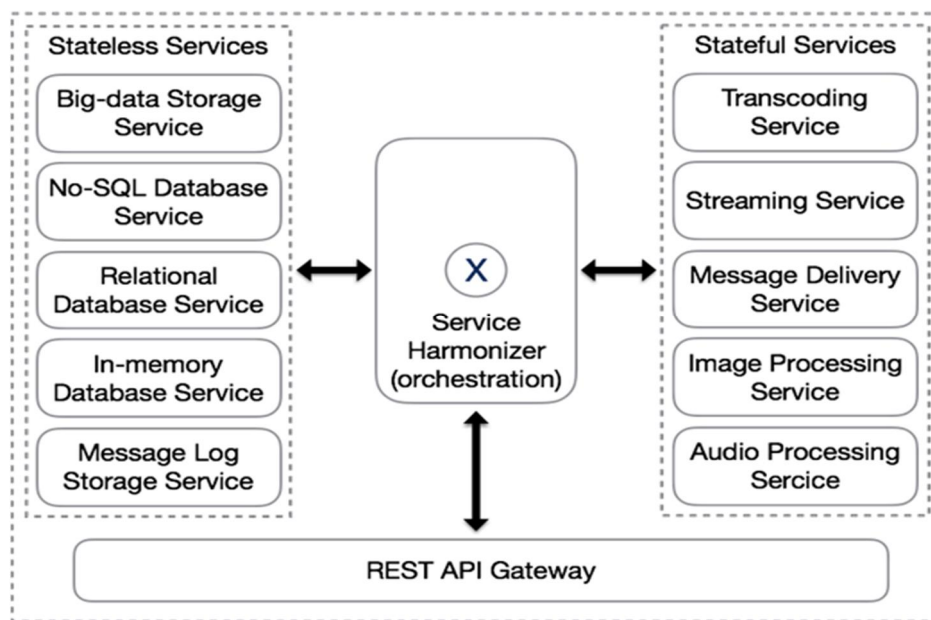 Stateless Services
Big-data Storage
Service
No-SQL Database
Service
Relational
Database Service
In-memory
Database Service
Message Log
Storage Service
X
Service
Harmonizer
(orchestration)
Stateful Services
Transcoding
Service
Streaming Service
Message Delivery
Service
Image Processing
Service
Audio Processing
Sercice
REST API Gateway